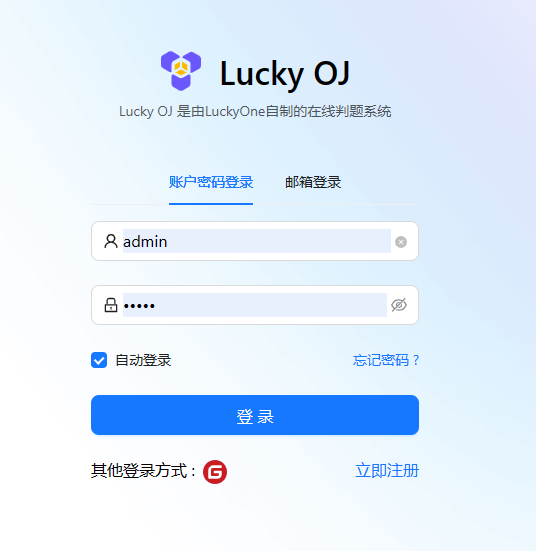 Lucky OJ
Lucky OJ 是由LuckyOne自制的在线判题系统
账户密码登录 邮箱登录
admin
•••••
自动登录 忘记密码 ?
登 录
其他登录方式 : G 立即注册